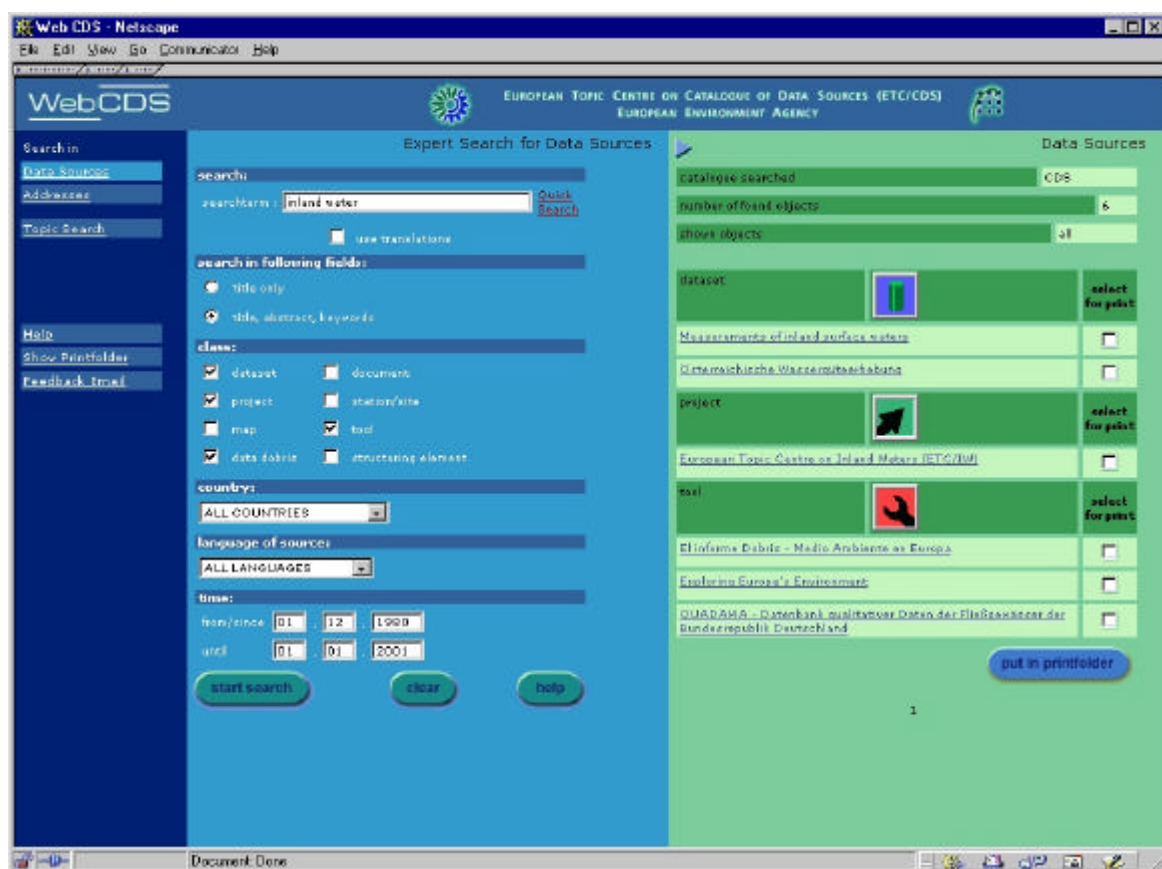 Web CDS - Netscape
File Edit View Go Communicator Help
WebCDS
EUROPEAN TOPIC CENTRE ON CATALOGUE OF DATA SOURCES (ETC/CDS)
EUROPEAN ENVIRONMENT AGENCY
Search in
Data Sources
Addresses
Topic Search
Help
Show Printfolder
Feedback Email
Expert Search for Data Sources
search:
searchterm : inland water
Quick
Search
use translations
search in following fields:
title only
title, abstract, keywords
class:
dataset document
project station/site
map tool
data debris structuring element
country:
ALL COUNTRIES
language of source:
ALL LANGUAGES
time:
from/since 01 . 12 .
until 01 . 01 . 2001
start search clear help
Data Sources
catalogue searched CDS
number of found objects 6
shown objects all
dataset select
for print
Measurements of inland surface waters
Österreichische Wassergüteerhebung
project select
for print
European Topic Centre on Inland Waters (ETC/IW)
tool select
for print
El informe Dobris - Medio Ambiente en Europa
Exploring Europe's Environment
- Datenbank qualitativer Daten der Fließgewässer der
Bundesrepublik Deutschland
put in printfolder
1
Document: Done